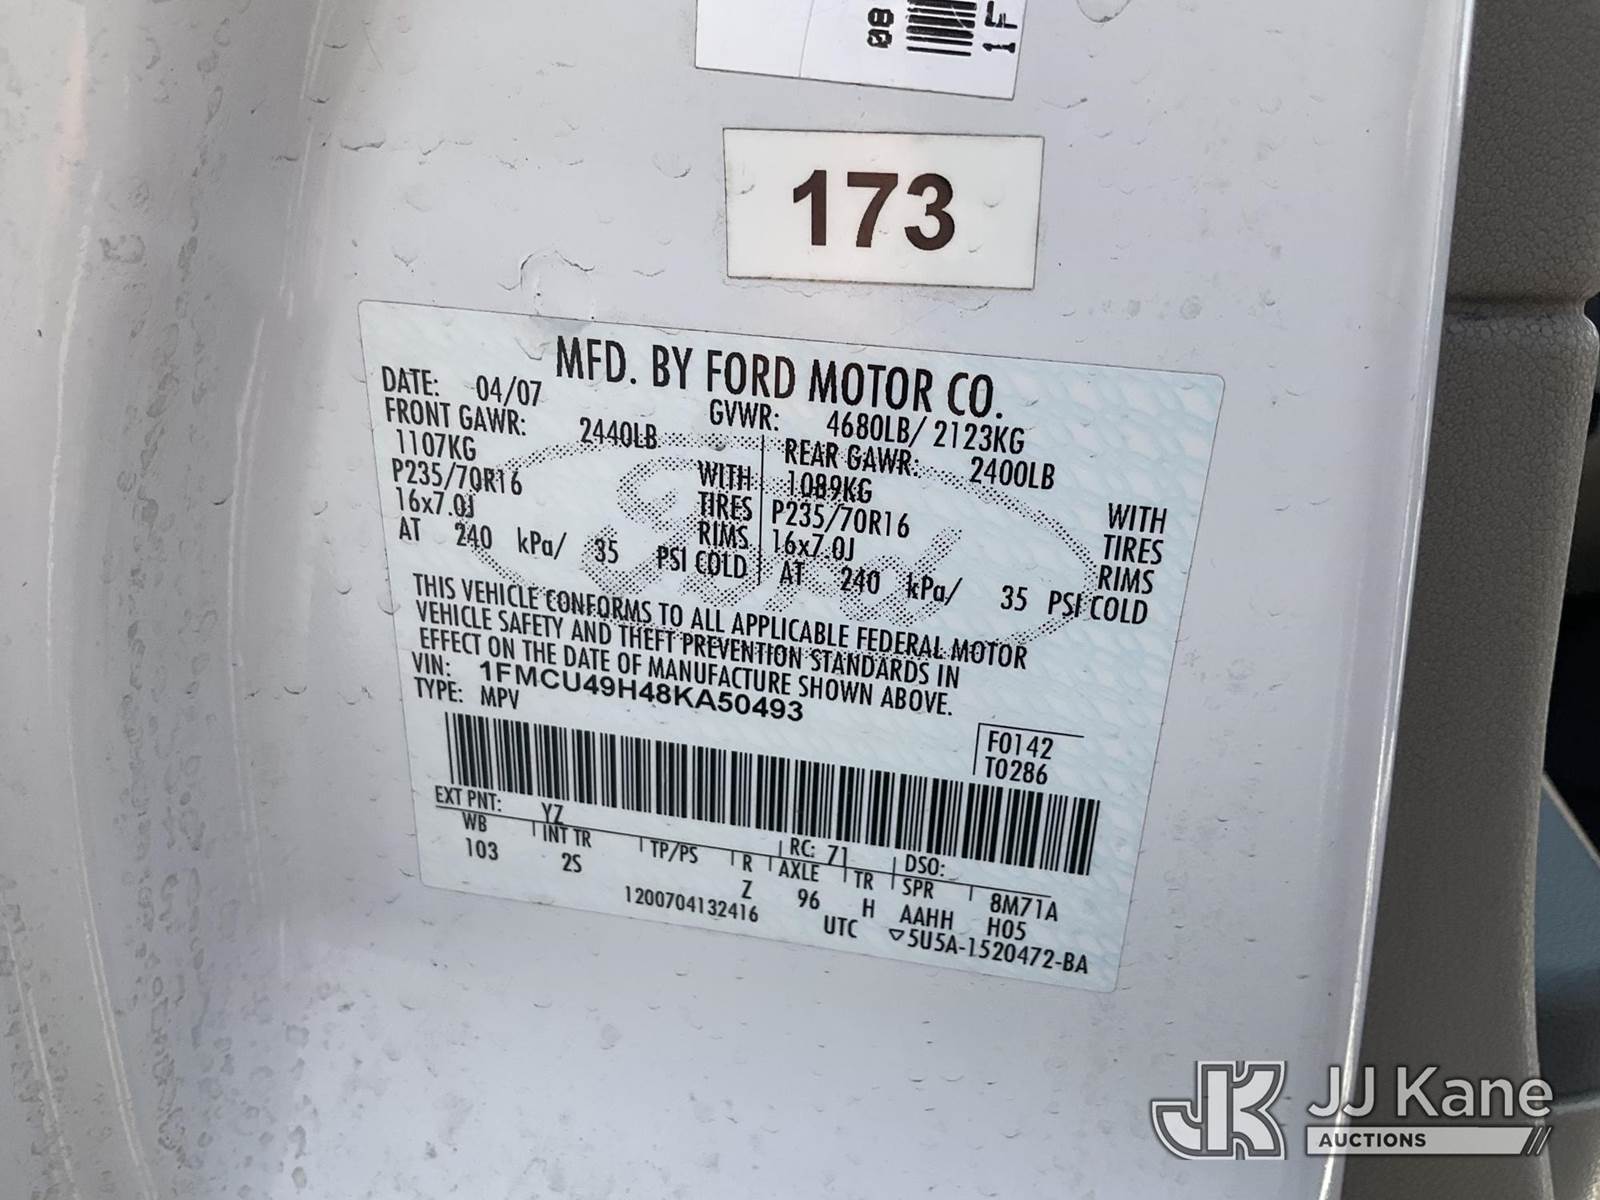 08
1F
173
MFD. BY FORD MOTOR CO.
DATE: 04/07 GVWR: 4680LB/ 2123KG
FRONT GAWR: 2440LB REAR GAWR: 2400LB
1107KG WITH 1089KG WITH
P235/70R16 TIRES P235/70R16 TIRES
16x7.0J RIMS 16x7.0J RIMS
AT 240 kPa/ 35 PSI COLD AT 240 kPa/ 35 PSI COLD
THIS VEHICLE CONFORMS TO ALL APPLICABLE FEDERAL MOTOR
VEHICLE SAFETY AND THEFT PREVENTION STANDARDS IN
EFFECT ON THE DATE OF MANUFACTURE SHOWN ABOVE.
VIN: 1FMCU49H48KA50493
TYPE: MPV
F0142
T0286
EXT PNT: YZ RC: 71 DSO:
WB INT TR TP/PS R AXLE TR SPR 8M71A
103 2S Z 96 H AAHH H05
1200704132416 UTC 5U5A-1520472-BA
Ford
JK JJ Kane
AUCTIONS